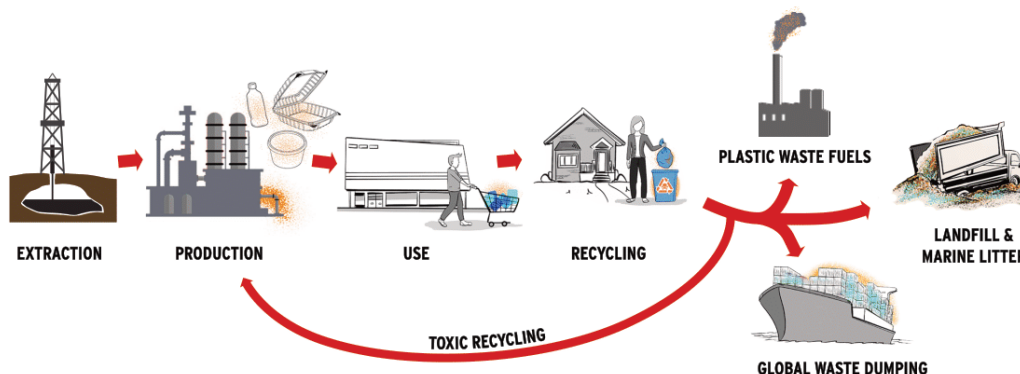 EXTRACTION
PRODUCTION
USE
RECYCLING
PLASTIC WASTE FUELS
LANDFILL &
MARINE LITTER
TOXIC RECYCLING
GLOBAL WASTE DUMPING